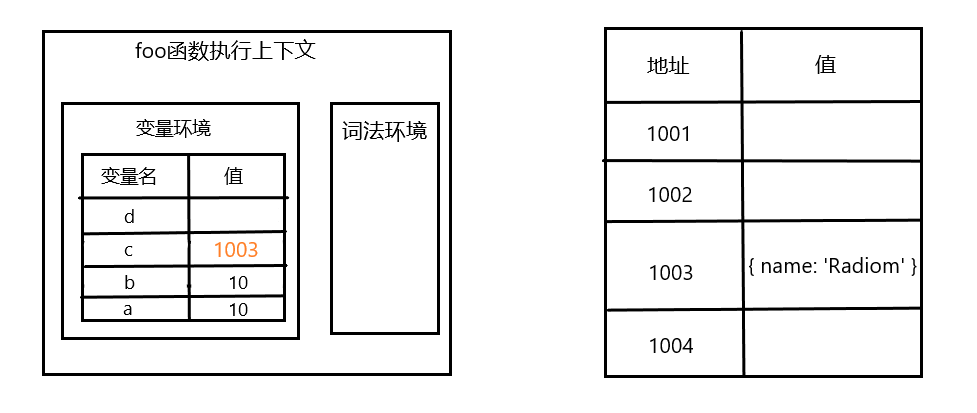 foo函数执行上下文
变量环境
变量名 值
d
c 1003
b 10
a 10
词法环境
地址 值
1001
1002
1003 { name: 'Radiom' }
1004